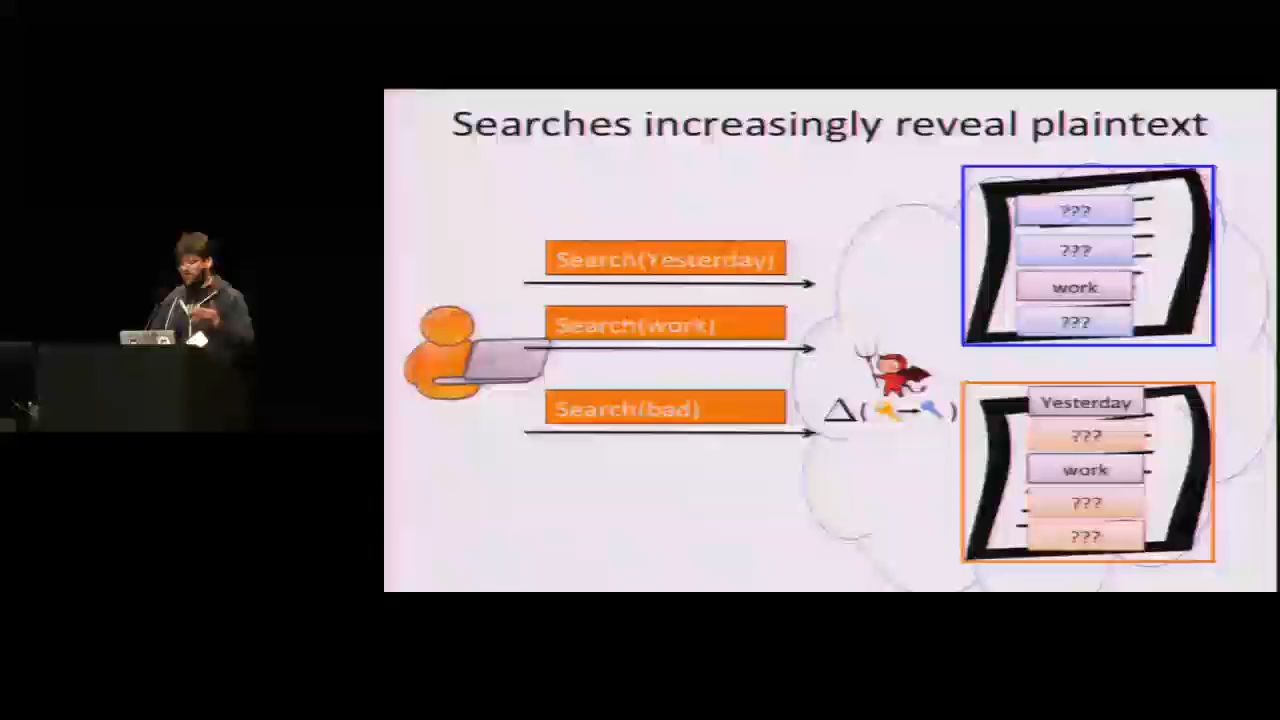 Searches increasingly reveal plaintext
Search(Yesterday)
Search(work)
Search(bad)
Δ( → )
???
???
work
???
Yesterday
???
work
???
???